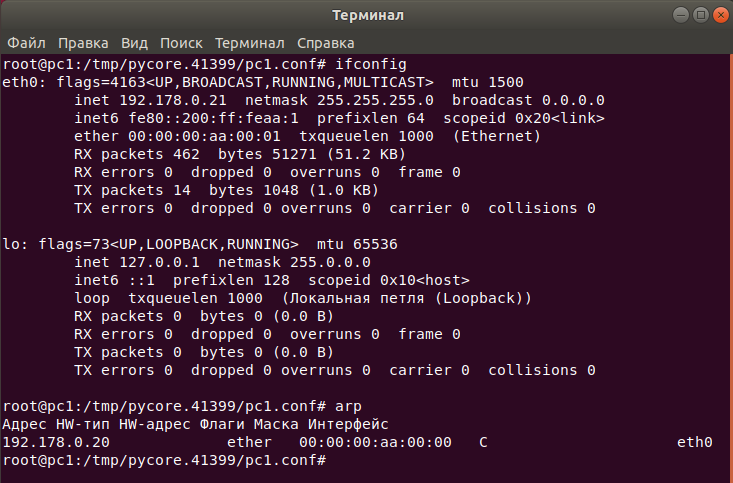 Терминал
Файл Правка Вид Поиск Терминал Справка
root@pc1:/tmp/pycore.41399/pc1.conf# ifconfig
eth0: flags=4163<UP,BROADCAST,RUNNING,MULTICAST>  mtu 1500
        inet 192.178.0.21  netmask 255.255.255.0  broadcast 0.0.0.0
        inet6 fe80::200:ff:feaa:1  prefixlen 64  scopeid 0x20<link>
        ether 00:00:00:aa:00:01  txqueuelen 1000  (Ethernet)
        RX packets 462  bytes 51271 (51.2 KB)
        RX errors 0  dropped 0  overruns 0  frame 0
        TX packets 14  bytes 1048 (1.0 KB)
        TX errors 0  dropped 0 overruns 0  carrier 0  collisions 0
lo: flags=73<UP,LOOPBACK,RUNNING>  mtu 65536
        inet 127.0.0.1  netmask 255.0.0.0
        inet6 ::1  prefixlen 128  scopeid 0x10<host>
        loop  txqueuelen 1000  (Локальная петля (Loopback))
        RX packets 0  bytes 0 (0.0 B)
        RX errors 0  dropped 0  overruns 0  frame 0
        TX packets 0  bytes 0 (0.0 B)
        TX errors 0  dropped 0 overruns 0  carrier 0  collisions 0
root@pc1:/tmp/pycore.41399/pc1.conf# arp
Адрес HW-тип HW-адрес Флаги Маска Интерфейс
192.178.0.20             ether   00:00:00:aa:00:00   C                     eth0
root@pc1:/tmp/pycore.41399/pc1.conf#